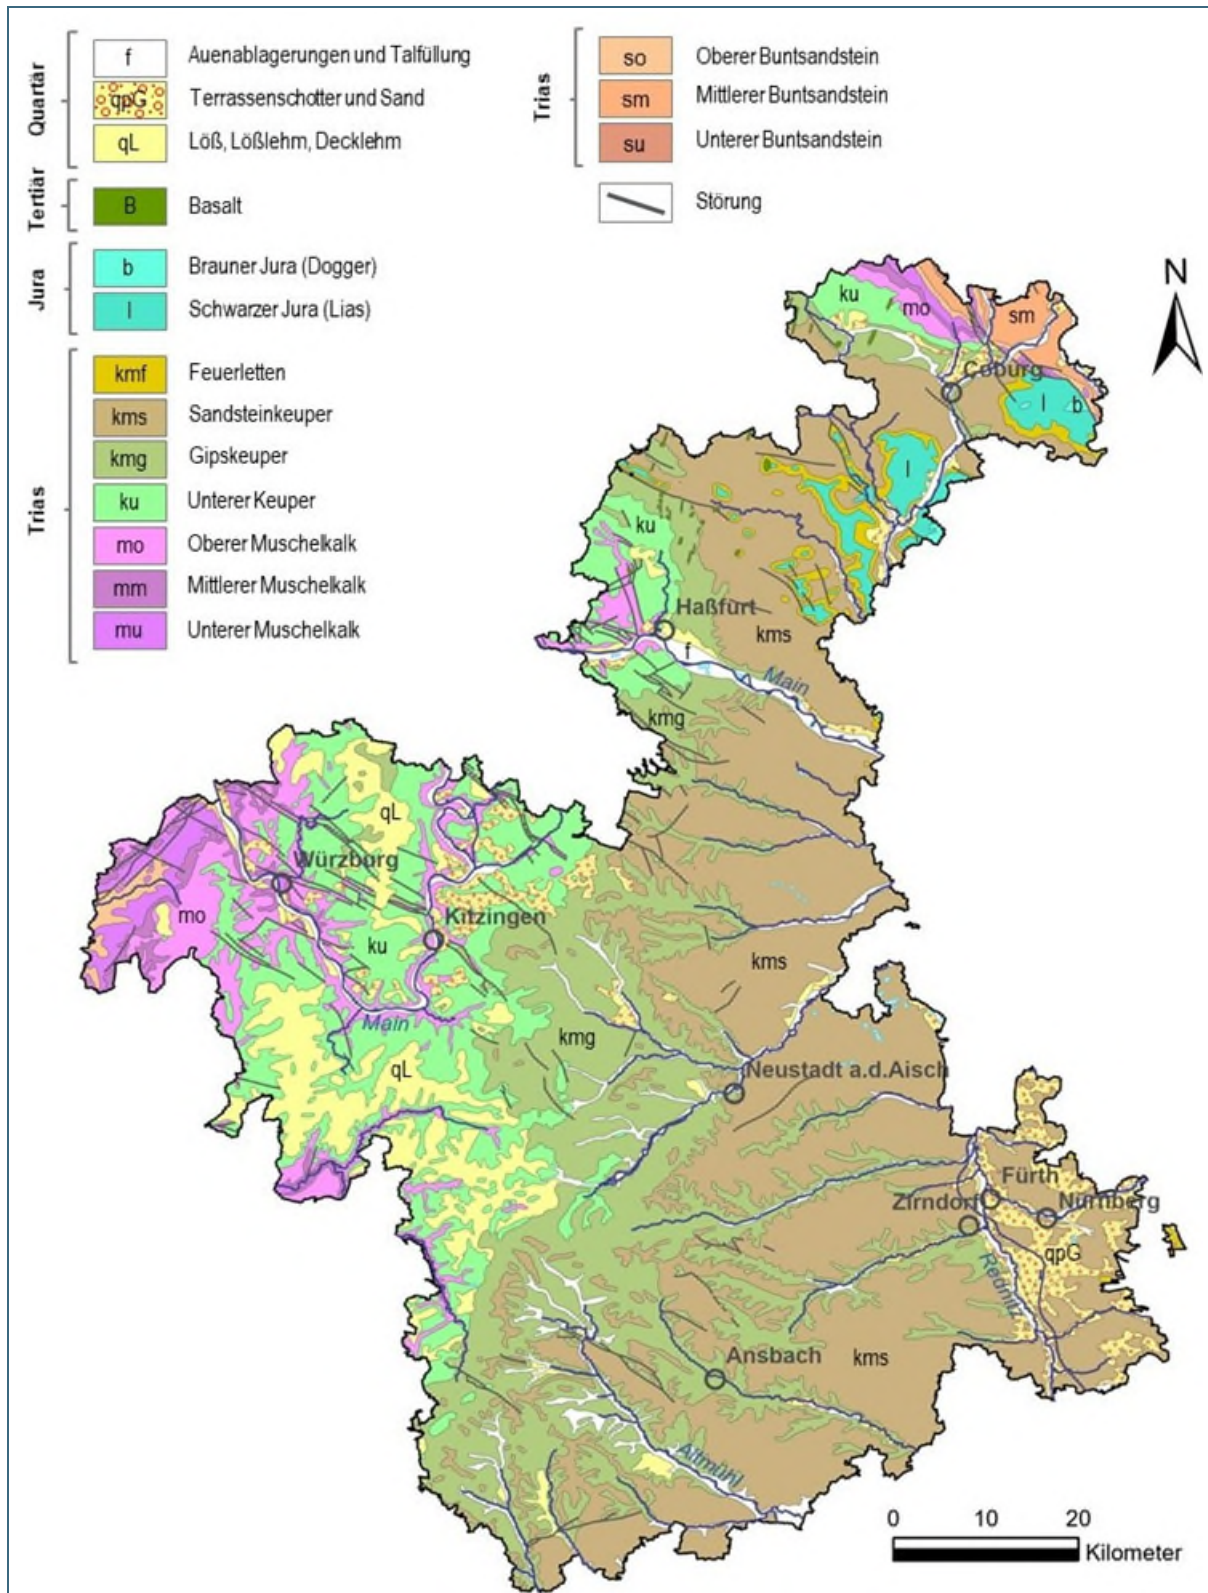 Quartär
f Auenablagerungen und Talfüllung
qpG Terrassenschotter und Sand
qL Löß, Lößlehm, Decklehm
Tertiär
B Basalt
Jura
b Brauner Jura (Dogger)
l Schwarzer Jura (Lias)
Trias
kmf Feuerletten
kms Sandsteinkeuper
kmg Gipskeuper
ku Unterer Keuper
mo Oberer Muschelkalk
mm Mittlerer Muschelkalk
mu Unterer Muschelkalk
Trias
so Oberer Buntsandstein
sm Mittlerer Buntsandstein
su Unterer Buntsandstein
Störung
N
ku
mo
sm
Coburg
l
b
l
ku
Haßfurt
kms
f
Main
kmg
qL
Würzburg
mo
Kitzingen
ku
kms
Main
kmg
qL
Neustadt a.d.Aisch
Fürth
Zirndorf
Nürnberg
qpG
Rednitz
Ansbach
kms
Altmühl
0 10 20
Kilometer